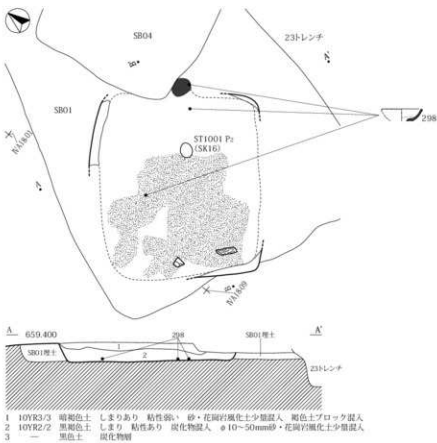 SB04
23トレンチ
B
A'
SB01
298
ST1001 P2
(SK16)
ⅣA18-01
A
B'
ⅣA18-09
A
659.400
298
SB01埋土
A'
SB01埋土
1
2
23トレンチ
1 10YR3/3 暗褐色土 しまりあり 粘性弱い 砂・花崗岩風化土少量混入 褐色土ブロック混入
2 10YR2/2 黒褐色土 しまり 粘性あり 炭化物混入 φ10～50mm砂・花崗岩風化土少量混入
3 ― 黒色土 炭化物層